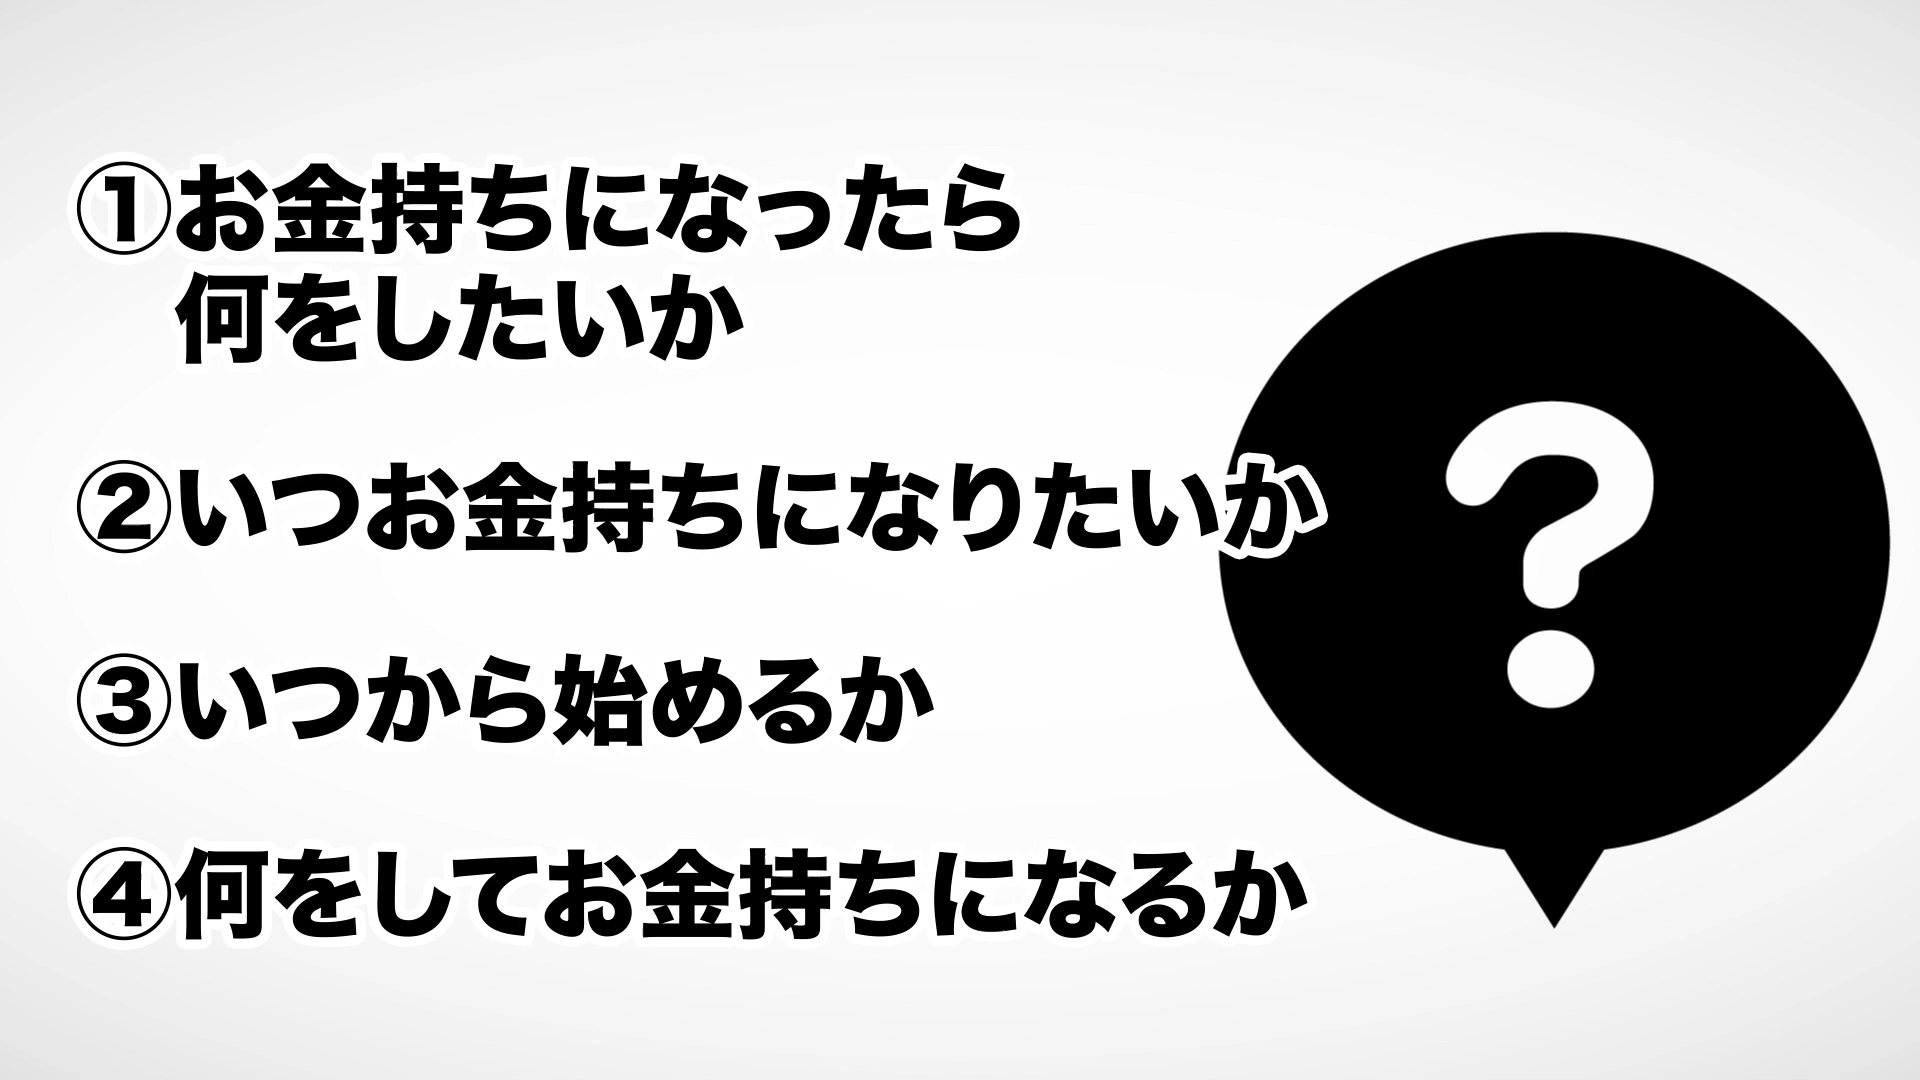 ①お金持ちになったら
何をしたいか
②いつお金持ちになりたいか
③いつから始めるか
④何をしてお金持ちになるか
?